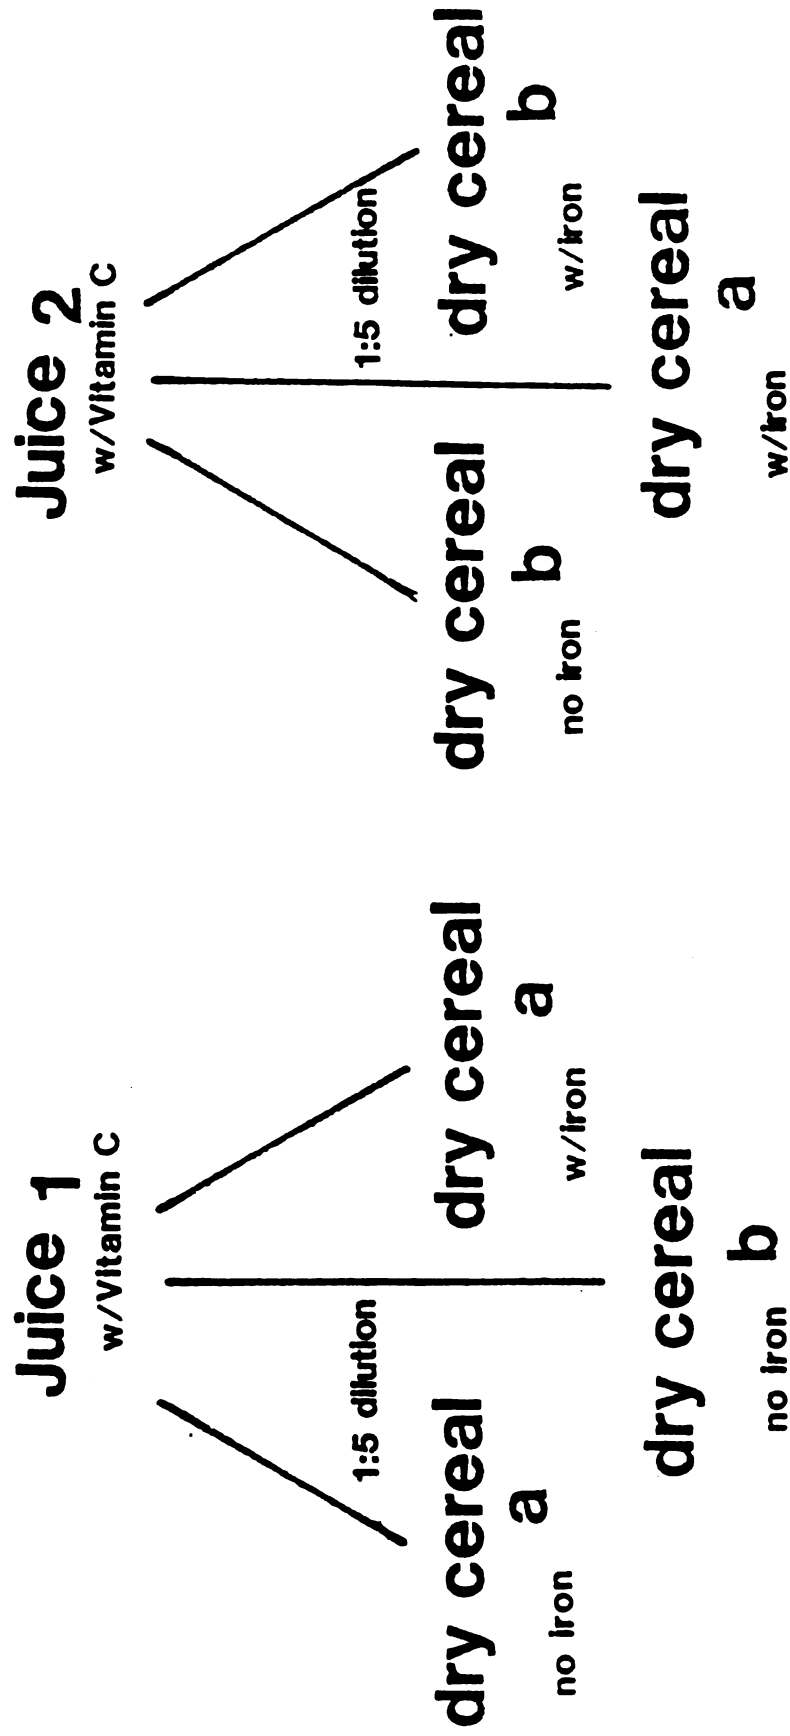 Juice 1
w/Vitamin C
1:5 dilution
dry cereal
a
no iron
dry cereal
a
w/iron
dry cereal
b
no iron
Juice 2
w/Vitamin C
1:5 dilution
dry cereal
b
no iron
dry cereal
b
w/iron
dry cereal
a
w/iron